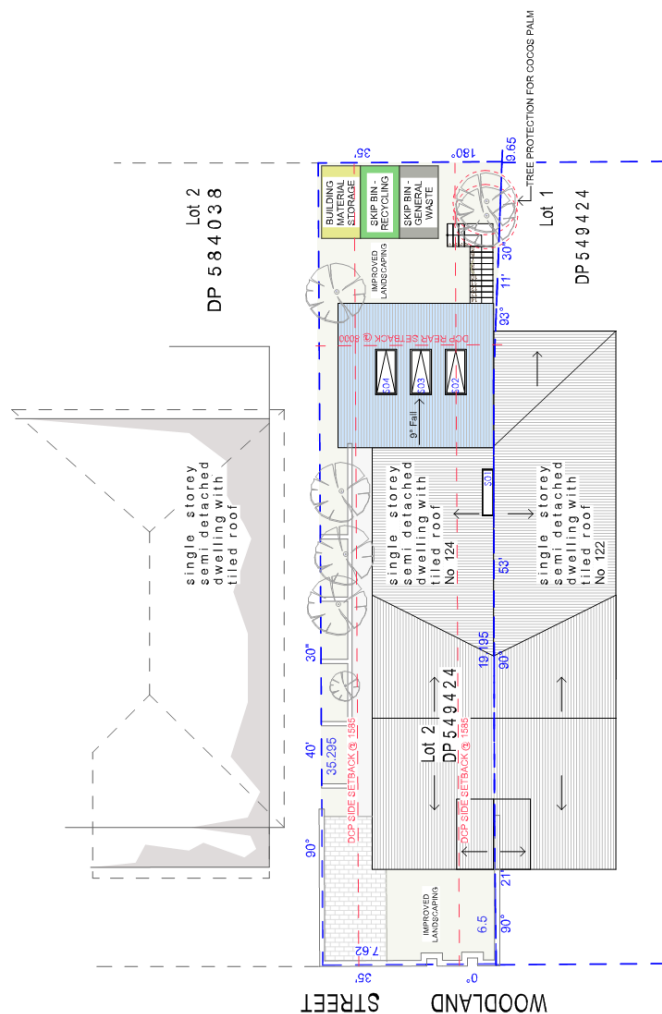 TREE PROTECTION FOR COCOS PALM
Lot 2
DP 584038
35'
180°
9.65
BUILDING
MATERIAL
STORAGE
SKIP BIN -
RECYCLING
SKIP BIN -
GENERAL
WASTE
Lot 1
DP 549424
IMPROVED
LANDSCAPING
30"
11'
93°
DCP REAR SETBACK @ 8000
S04
S03
S02
9° Fall
single storey
semi detached
dwelling with
tiled roof
single storey
semi detached
dwelling with
tiled roof
No 124
S01
single storey
semi detached
dwelling with
tiled roof
No 122
53'
30"
19.195
90°
40'
35.295
Lot 2
DP 549424
DCP SIDE SETBACK @ 1585
DCP SIDE SETBACK @ 1585
90°
21'
IMPROVED
LANDSCAPING
6.5
90°
7.62
35'
0°
STREET
WOODLAND